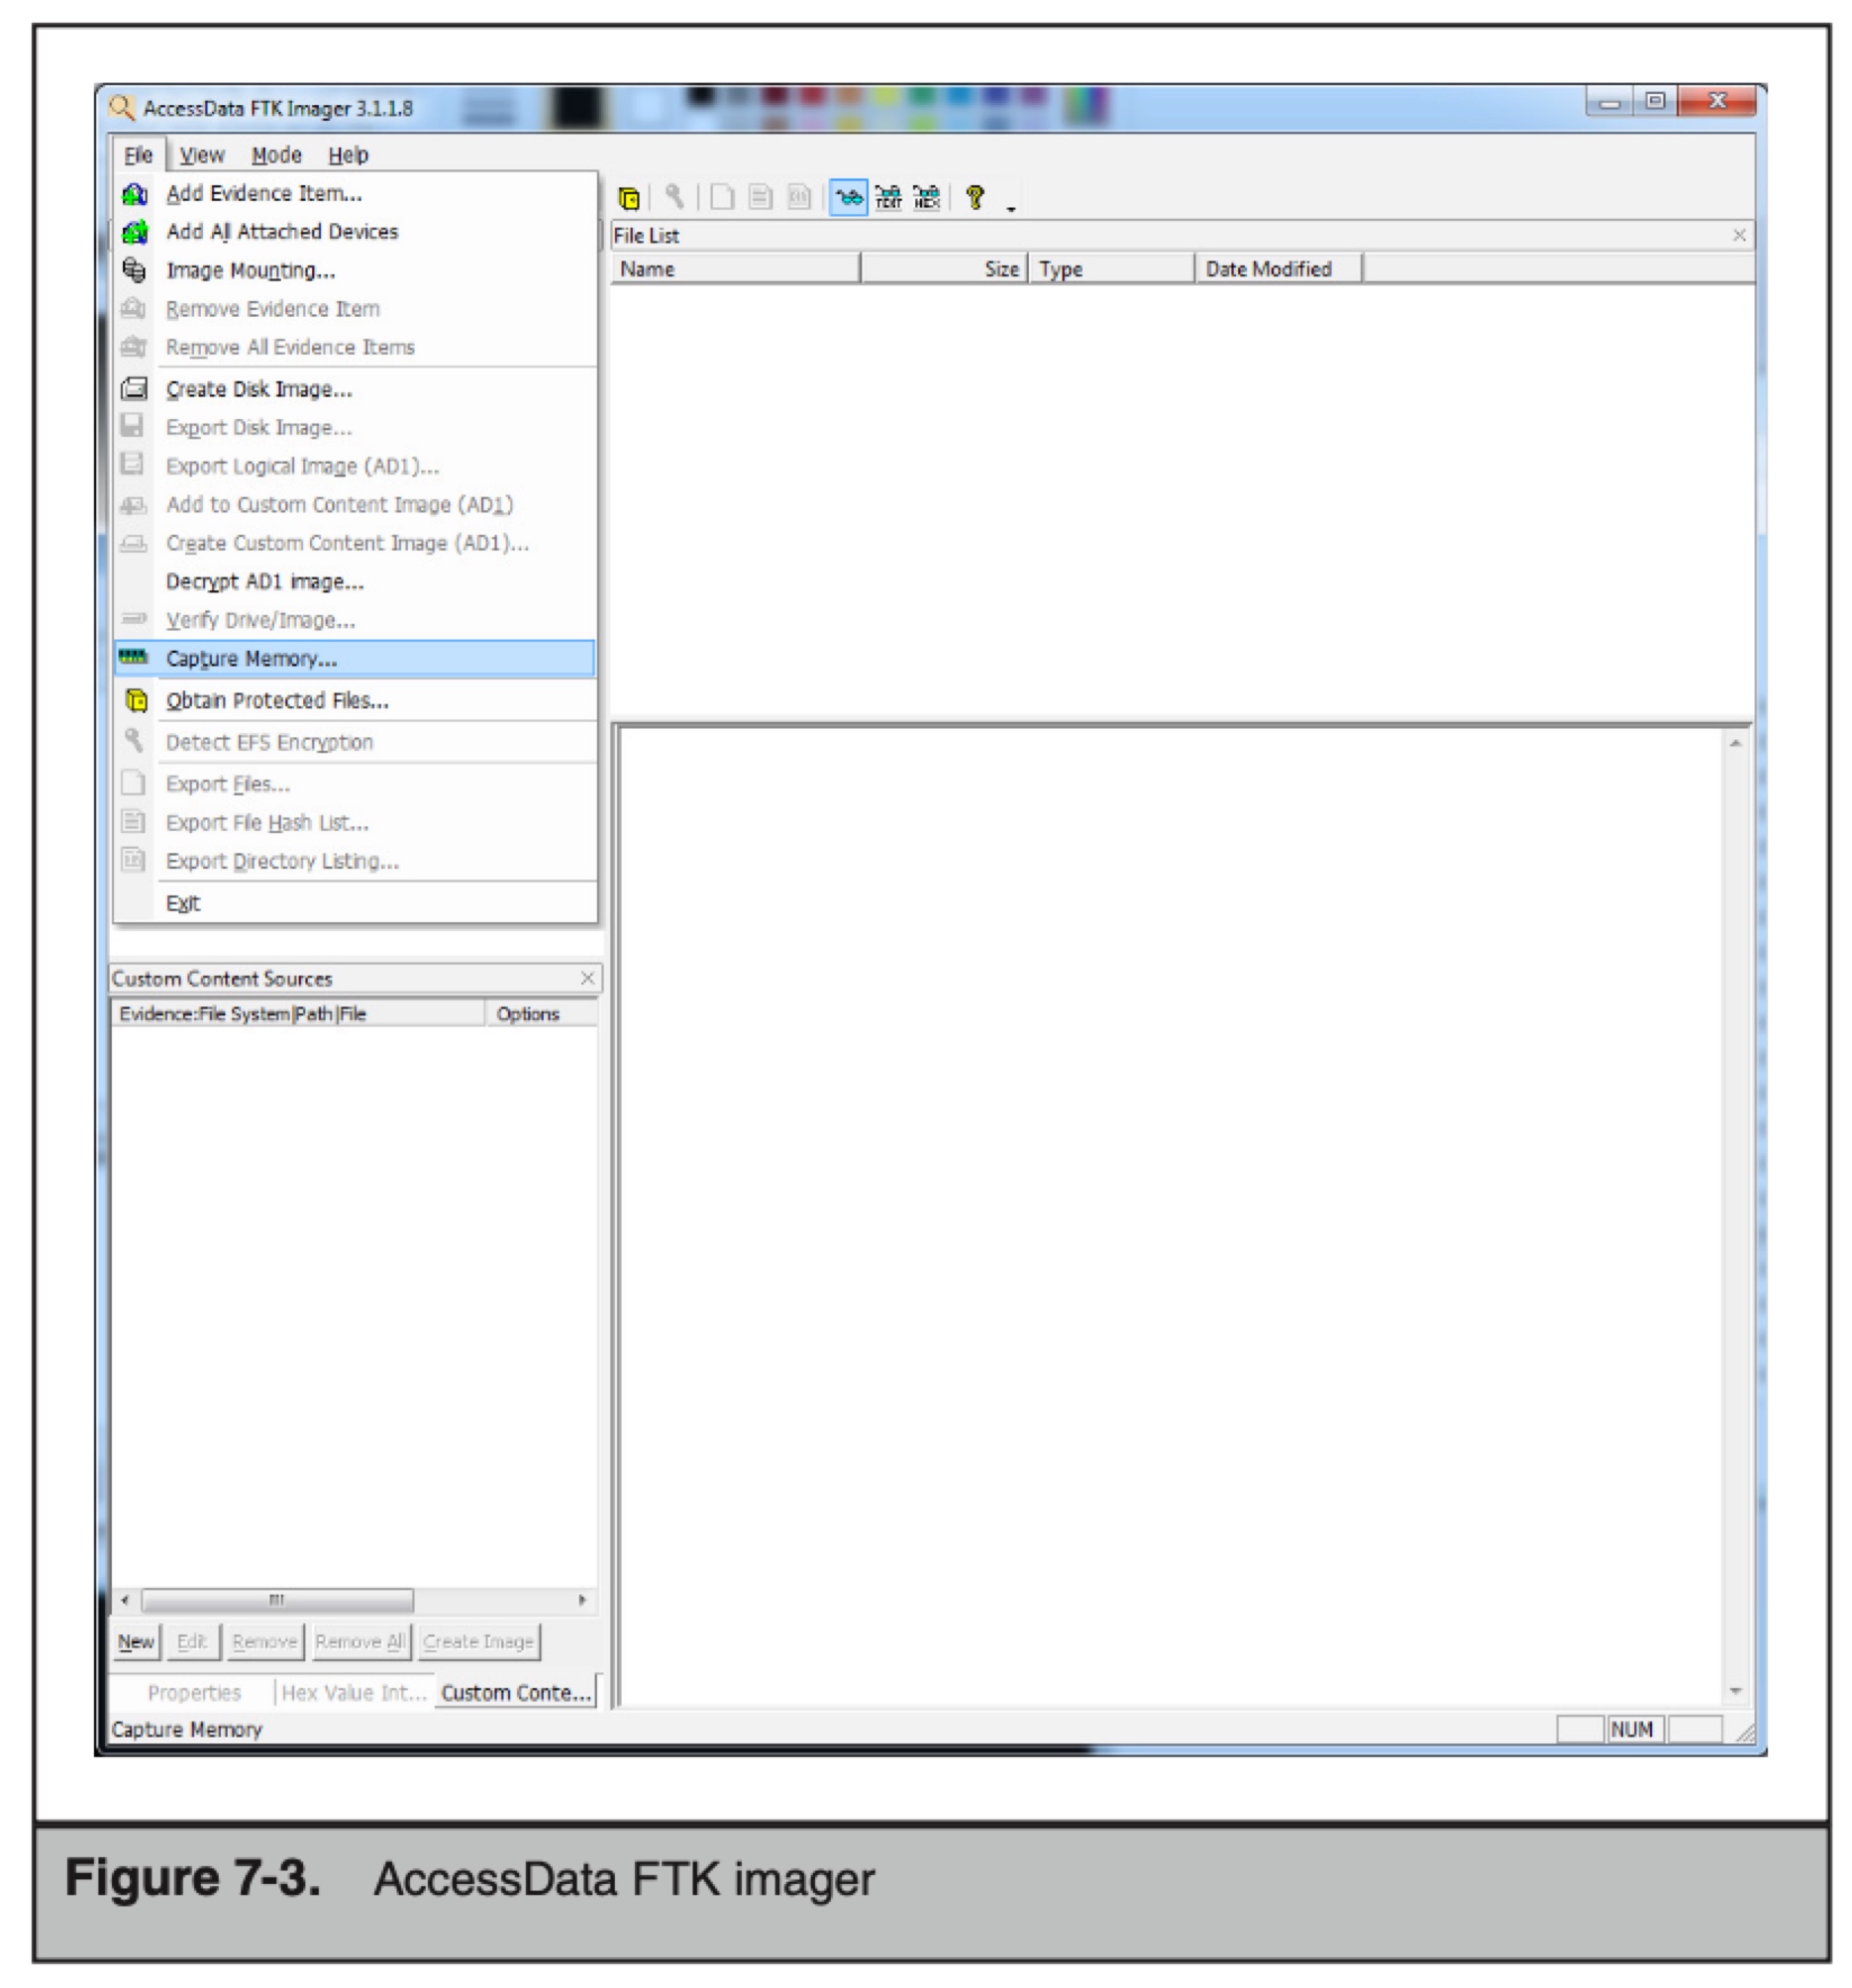 AccessData FTK Imager 3.1.1.8
File View Mode Help
Add Evidence Item...
Add All Attached Devices
Image Mounting...
Remove Evidence Item
Remove All Evidence Items
Create Disk Image...
Export Disk Image...
Export Logical Image (AD1)...
Add to Custom Content Image (AD1)
Create Custom Content Image (AD1)...
Decrypt AD1 image...
Verify Drive/Image...
Capture Memory...
Obtain Protected Files...
Detect EFS Encryption
Export Files...
Export File Hash List...
Export Directory Listing...
Exit
TEXT HEX
File List
Name Size Type Date Modified
Custom Content Sources
Evidence:File System|Path|File Options
New Edit Remove Remove All Create Image
Properties Hex Value Int... Custom Conte...
Capture Memory NUM
Figure 7-3. AccessData FTK imager